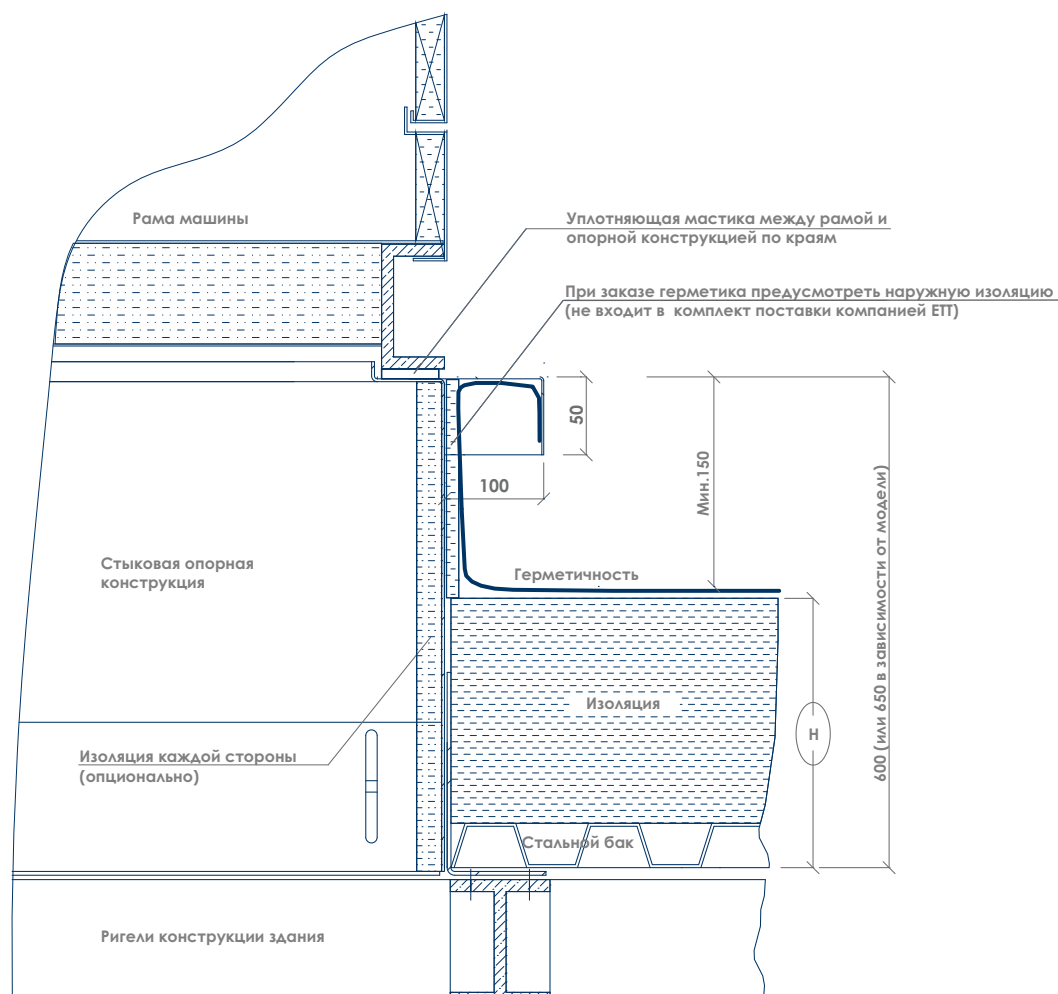 Рама машины
Уплотняющая мастика между рамой и
опорной конструкцией по краям
При заказе герметика предусмотреть наружную изоляцию
(не входит в комплект поставки компанией ЕТТ)
50
100
Мин.150
600 (или 650 в зависимости от модели)
Стыковая опорная
конструкция
Герметичность
Изоляция
H
Изоляция каждой стороны
(опционально)
Стальной бак
Ригели конструкции здания